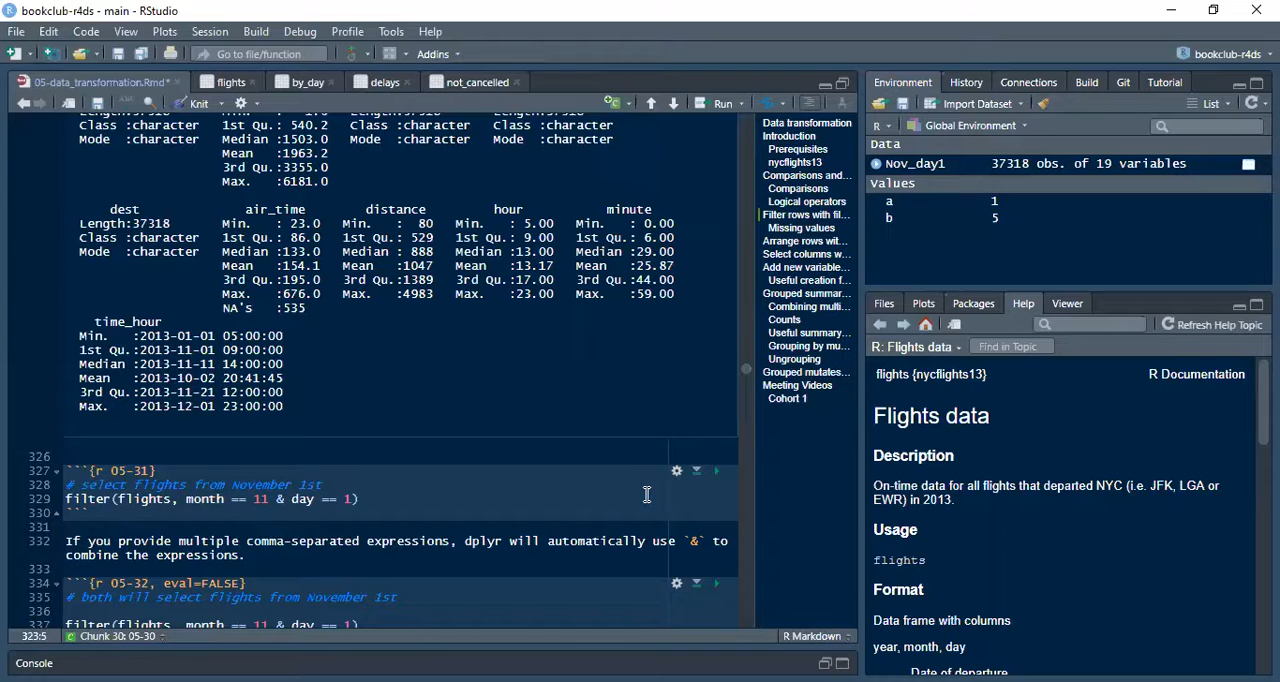 bookclub-r4ds - main - RStudio
File Edit Code View Plots Session Build Debug Profile Tools Help
Go to file/function Addins bookclub-r4ds
05-data_transformation.Rmd* flights by_day delays not_cancelled
Knit Run
Class :character 1st Qu.: 540.2 Class :character Class :character
Mode :character Median :1503.0 Mode :character Mode :character
Mean :1963.2
3rd Qu.:3355.0
Max. :6181.0
dest air_time distance hour minute
Length:37318 Min. : 23.0 Min. : 80 Min. : 5.00 Min. : 0.00
Class :character 1st Qu.: 86.0 1st Qu.: 529 1st Qu.: 9.00 1st Qu.: 6.00
Mode :character Median :133.0 Median : 888 Median :13.00 Median :29.00
Mean :154.1 Mean :1047 Mean :13.17 Mean :25.87
3rd Qu.:195.0 3rd Qu.:1389 3rd Qu.:17.00 3rd Qu.:44.00
Max. :676.0 Max. :4983 Max. :23.00 Max. :59.00
NA's :535
time_hour
Min. :2013-01-01 05:00:00
1st Qu.:2013-11-01 09:00:00
Median :2013-11-11 14:00:00
Mean :2013-10-02 20:41:45
3rd Qu.:2013-11-21 12:00:00
Max. :2013-12-01 23:00:00
326
327 ```{r 05-31}
328 # select flights from November 1st
329 filter(flights, month == 11 & day == 1)
330 ```
331
332 If you provide multiple comma-separated expressions, dplyr will automatically use `&` to
combine the expressions.
333
334 ```{r 05-32, eval=FALSE}
335 # both will select flights from November 1st
336
337 filter(flights, month == 11 & day == 1)
323:5 Chunk 30: 05-30 R Markdown
Console
Data transformation
Introduction
Prerequisites
nycflights13
Comparisons and...
Comparisons
Logical operators
Filter rows with fil...
Missing values
Arrange rows wit...
Select columns w...
Add new variable...
Useful creation f...
Grouped summar...
Combining multi...
Counts
Useful summary...
Grouping by mu...
Ungrouping
Grouped mutates...
Meeting Videos
Cohort 1
Environment History Connections Build Git Tutorial
Import Dataset List
R Global Environment
Data
Nov_day1 37318 obs. of 19 variables
Values
a 1
b 5
Files Plots Packages Help Viewer
Refresh Help Topic
R: Flights data Find in Topic
flights {nycflights13} R Documentation
Flights data
Description
On-time data for all flights that departed NYC (i.e. JFK, LGA or
EWR) in 2013.
Usage
flights
Format
Data frame with columns
year, month, day
Date of departure